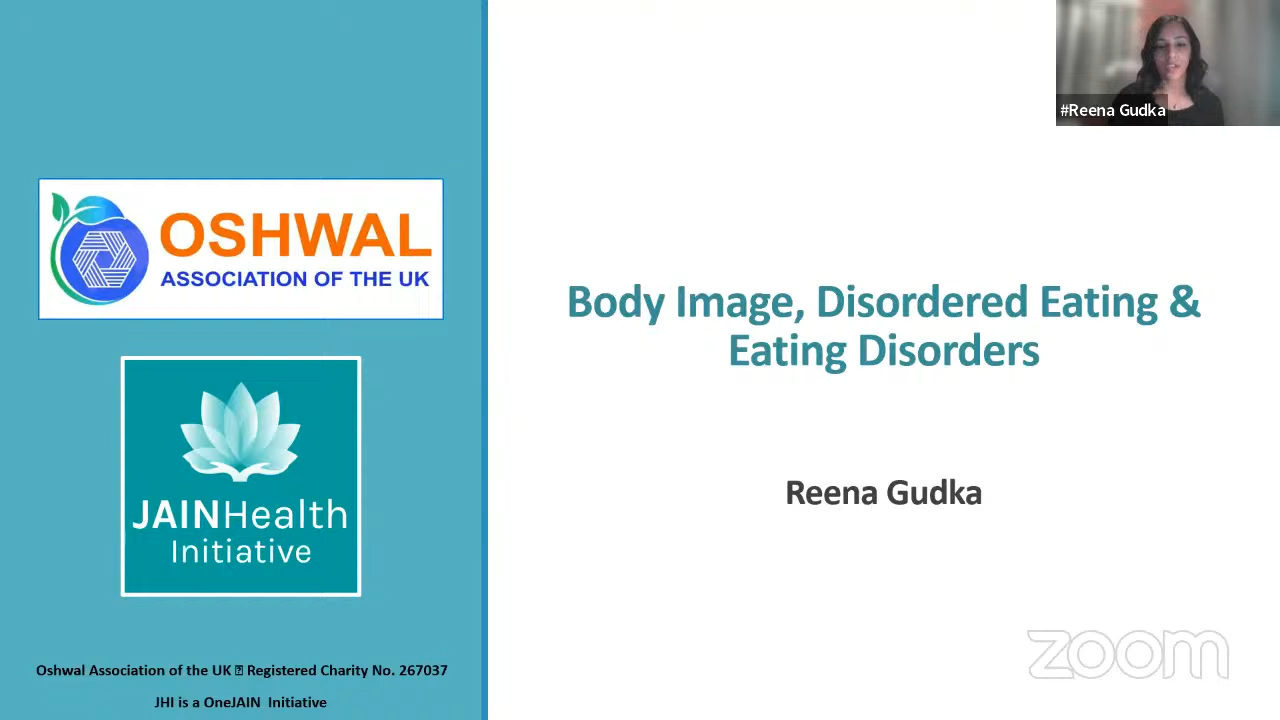 #Reena Gudka
OSHWAL
ASSOCIATION OF THE UK
JAINHealth
Initiative
Oshwal Association of the UK ⍰ Registered Charity No. 267037
JHI is a OneJAIN Initiative
Body Image, Disordered Eating &
Eating Disorders
Reena Gudka
zoom